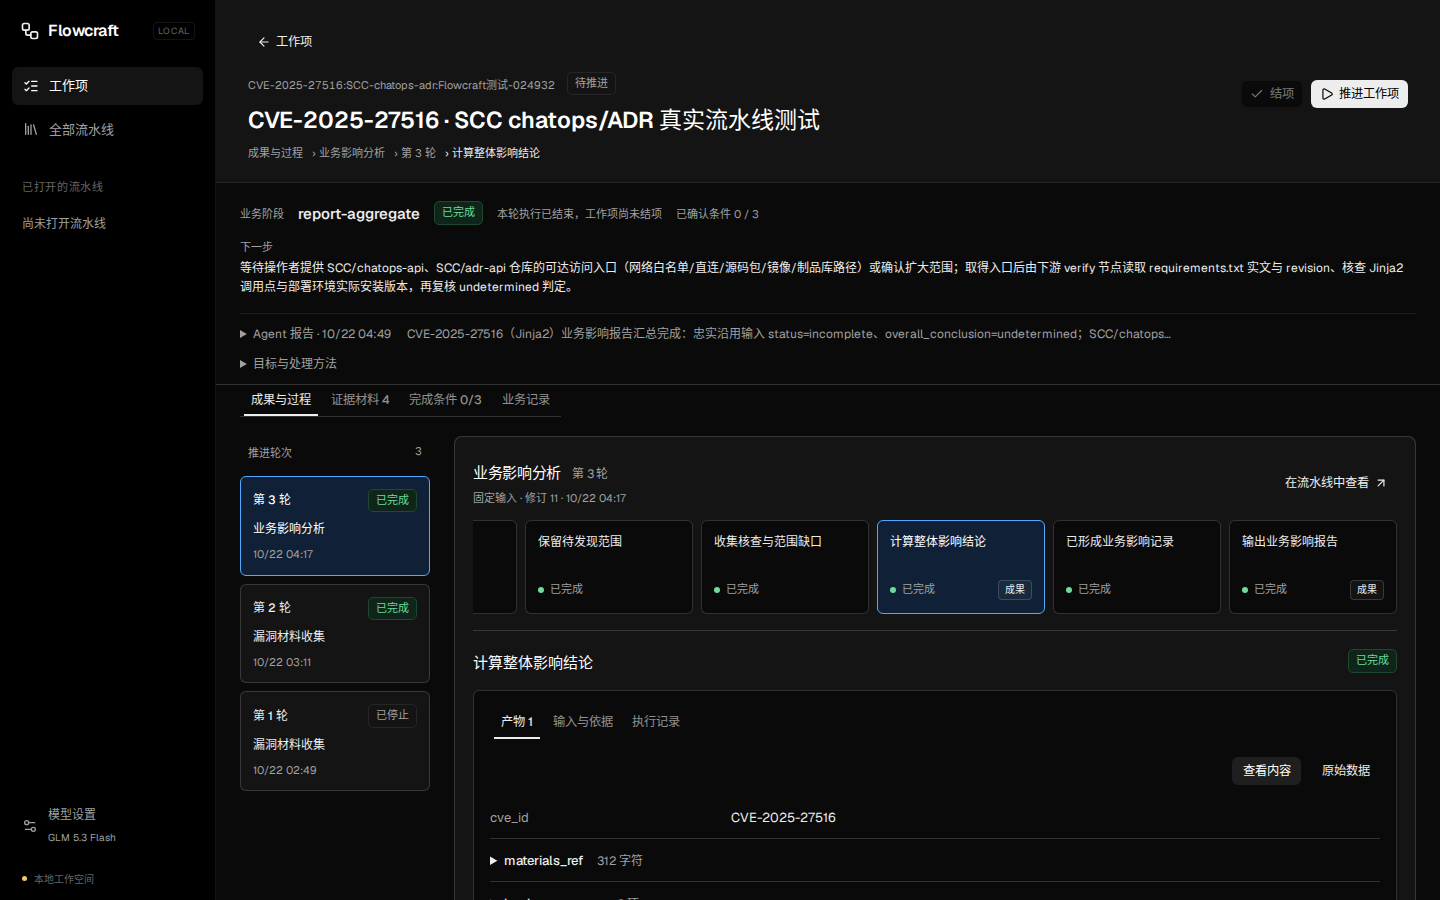 Flowcraft
LOCAL
工作项
全部流水线
已打开的流水线
尚未打开流水线
模型设置
GLM 5.3 Flash
本地工作空间
工作项
CVE-2025-27516:SCC-chatops-adr:Flowcraft测试-024932
待推进
CVE-2025-27516 · SCC chatops/ADR 真实流水线测试
成果与过程 › 业务影响分析 › 第 3 轮 › 计算整体影响结论
结项
推进工作项
业务阶段 report-aggregate 已完成 本轮执行已结束，工作项尚未结项 已确认条件 0 / 3
下一步
等待操作者提供 SCC/chatops-api、SCC/adr-api 仓库的可达访问入口（网络白名单/直连/源码包/镜像/制品库路径）或确认扩大范围；取得入口后由下游 verify 节点读取 requirements.txt 实文与 revision、核查 Jinja2
调用点与部署环境实际安装版本，再复核 undetermined 判定。
Agent 报告 · 10/22 04:49 CVE-2025-27516（Jinja2）业务影响报告汇总完成：忠实沿用输入 status=incomplete、overall_conclusion=undetermined；SCC/chatops...
目标与处理方法
成果与过程 证据材料 4 完成条件 0/3 业务记录
推进轮次 3
第 3 轮 已完成
业务影响分析
10/22 04:17
第 2 轮 已完成
漏洞材料收集
10/22 03:11
第 1 轮 已停止
漏洞材料收集
10/22 02:49
业务影响分析 第 3 轮
固定输入 · 修订 11 · 10/22 04:17
在流水线中查看
保留待发现范围
已完成
收集核查与范围缺口
已完成
计算整体影响结论
已完成 成果
已形成业务影响记录
已完成
输出业务影响报告
已完成 成果
计算整体影响结论 已完成
产物 1 输入与依据 执行记录
查看内容 原始数据
cve_id CVE-2025-27516
materials_ref 312 字符